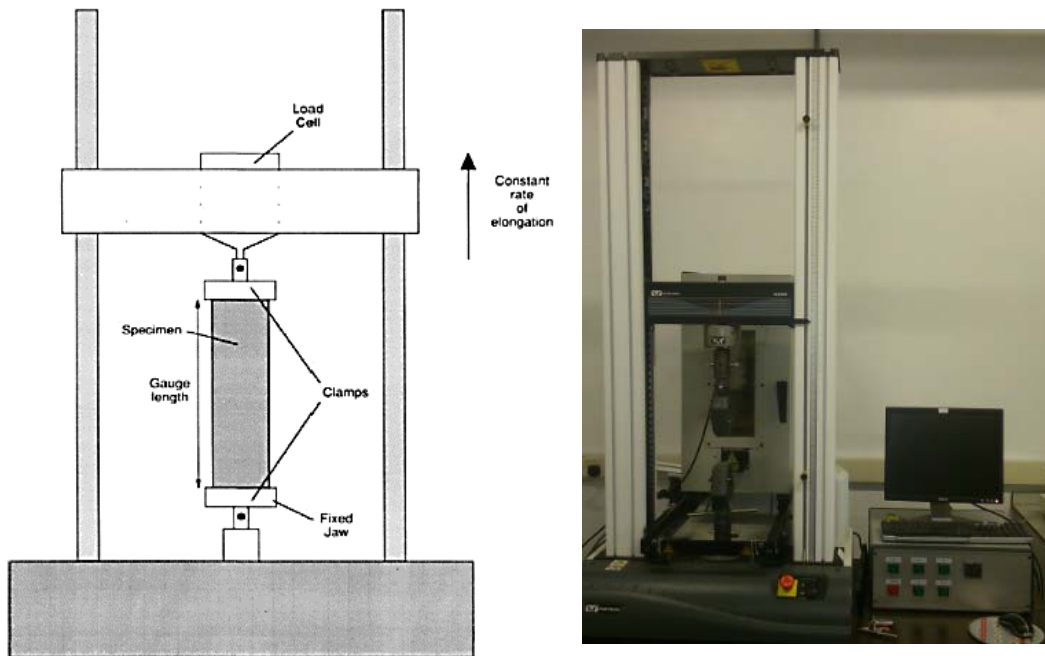 Load
Cell
Constant
rate
of
elongation
Specimen
Gauge
length
Clamps
Fixed
Jaw